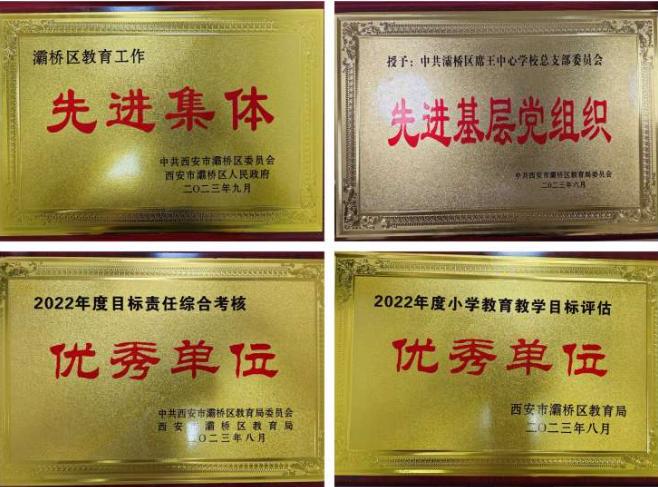 灞桥区教育工作
先进集体
中共西安市灞桥区委员会
西安市灞桥区人民政府
二〇二三年九月
授予：中共灞桥区席王中心学校总支部委员会
先进基层党组织
中共西安市灞桥区教育局委员会
二〇二三年六月
2022年度目标责任综合考核
优秀单位
中共西安市灞桥区教育局委员会
西安市灞桥区教育局
二〇二三年八月
2022年度小学教育教学目标评估
优秀单位
西安市灞桥区教育局
二〇二三年八月